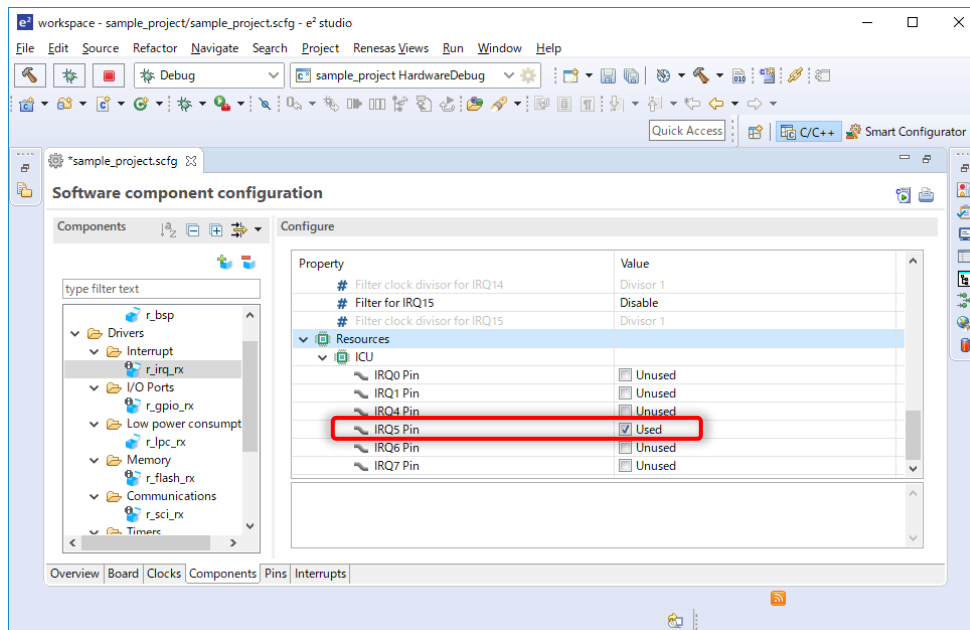 workspace - sample_project/sample_project.scfg - e² studio
File Edit Source Refactor Navigate Search Project Renesas Views Run Window Help
Debug
sample_project HardwareDebug
Quick Access
C/C++
Smart Configurator
*sample_project.scfg
Software component configuration
Components
Configure
type filter text
r_bsp
Drivers
Interrupt
r_irq_rx
I/O Ports
r_gpio_rx
Low power consumpt
r_lpc_rx
Memory
r_flash_rx
Communications
r_sci_rx
Timers
Property Value
Filter clock divisor for IRQ14 Divisor 1
Filter for IRQ15 Disable
Filter clock divisor for IRQ15 Divisor 1
Resources
ICU
IRQ0 Pin Unused
IRQ1 Pin Unused
IRQ4 Pin Unused
IRQ5 Pin Used
IRQ6 Pin Unused
IRQ7 Pin Unused
Overview Board Clocks Components Pins Interrupts